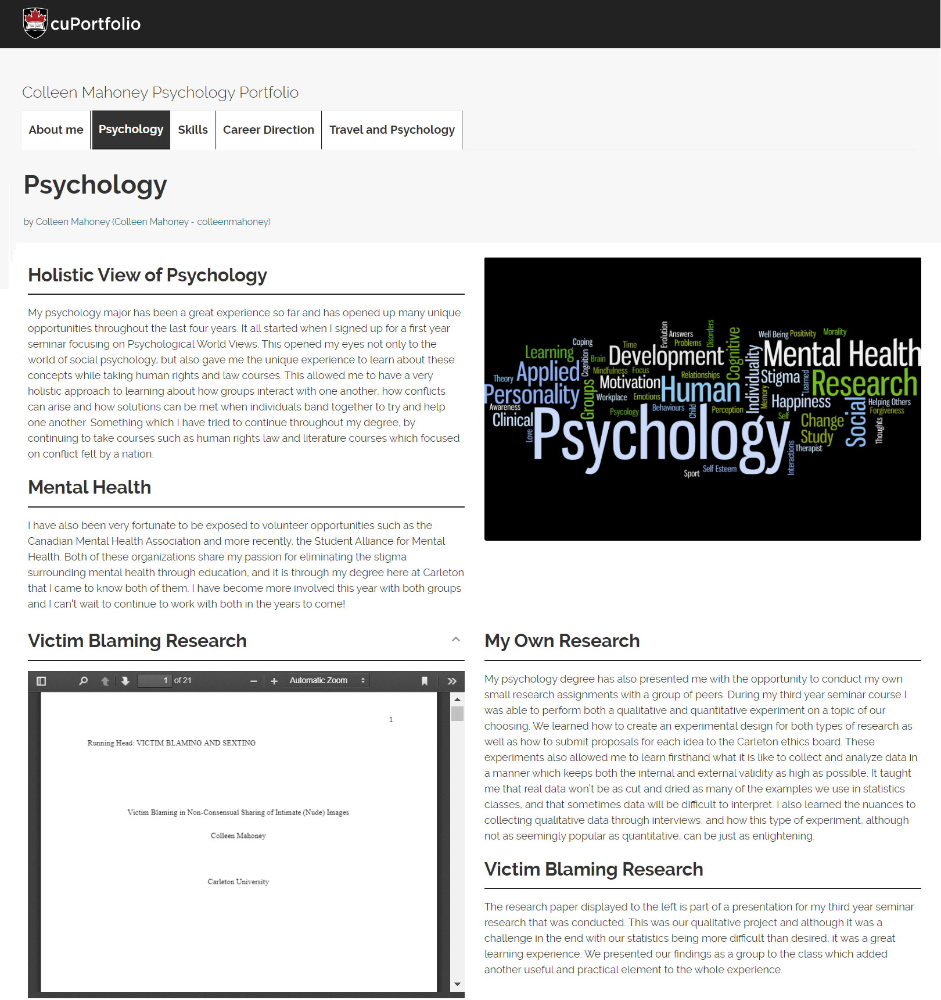 cuPortfolio
Colleen Mahoney Psychology Portfolio
About me
Psychology
Skills
Career Direction
Travel and Psychology
Psychology
by Colleen Mahoney (Colleen Mahoney - colleenmahoney)
Holistic View of Psychology
My psychology major has been a great experience so far and has opened up many unique
opportunities throughout the last four years. It all started when I signed up for a first year
seminar focusing on Psychological World Views. This opened my eyes not only to the
world of social psychology, but also gave me the unique experience to learn about these
concepts while taking human rights and law courses. This allowed me to have a very
holistic approach to learning about how groups interact with one another, how conflicts
can arise and how solutions can be met when individuals band together to try and help
one another. Something which I have tried to continue throughout my degree, by
continuing to take courses such as human rights law and literature courses which focused
on conflict felt by a nation.
Mental Health
I have also been very fortunate to be exposed to volunteer opportunities such as the
Canadian Mental Health Association and more recently, the Student Alliance for Mental
Health. Both of these organizations share my passion for eliminating the stigma
surrounding mental health through education, and it is through my degree here at Carleton
that I came to know both of them. I have become more involved this year with both groups
and I can't wait to continue to work with both in the years to come!
Coping
Learning
Cognition
Brain
Time
Development
Evolution
Answers
Problems
Disorders
Cognitive
Well Being
Positivity
Morality
Mental Health
Applied
Mindfulness
Focus
Relationships
Individuality
Stigma
Learned
Research
Theory
Personality
Groups
Motivation
Human
Memory
Happiness
Workplace
Emotions
Awareness
Clinical
Psycology
Behaviours
Child
Perception
Self
Change
Study
Social
Helping Others
Forgiveness
Thoughts
Love
Psychology
Interactions
Therapist
Sport
Self Esteem
Victim Blaming Research
1 of 21
Automatic Zoom
1
Running Head: VICTIM BLAMING AND SEXTING
Victim Blaming in Non-Consensual Sharing of Intimate (Nude) Images
Colleen Mahoney
Carleton University
My Own Research
My psychology degree has also presented me with the opportunity to conduct my own
small research assignments with a group of peers. During my third year seminar course I
was able to perform both a qualitative and quantitative experiment on a topic of our
choosing. We learned how to create an experimental design for both types of research as
well as how to submit proposals for each idea to the Carleton ethics board. These
experiments also allowed me to learn firsthand what it is like to collect and analyze data in
a manner which keeps both the internal and external validity as high as possible. It taught
me that real data won't be as cut and dried as many of the examples we use in statistics
classes, and that sometimes data will be difficult to interpret. I also learned the nuances to
collecting qualitative data through interviews, and how this type of experiment, although
not as seemingly popular as quantitative, can be just as enlightening.
Victim Blaming Research
The research paper displayed to the left is part of a presentation for my third year seminar
research that was conducted. This was our qualitative project and although it was a
challenge in the end with our statistics being more difficult than desired, it was a great
learning experience. We presented our findings as a group to the class which added
another useful and practical element to the whole experience.